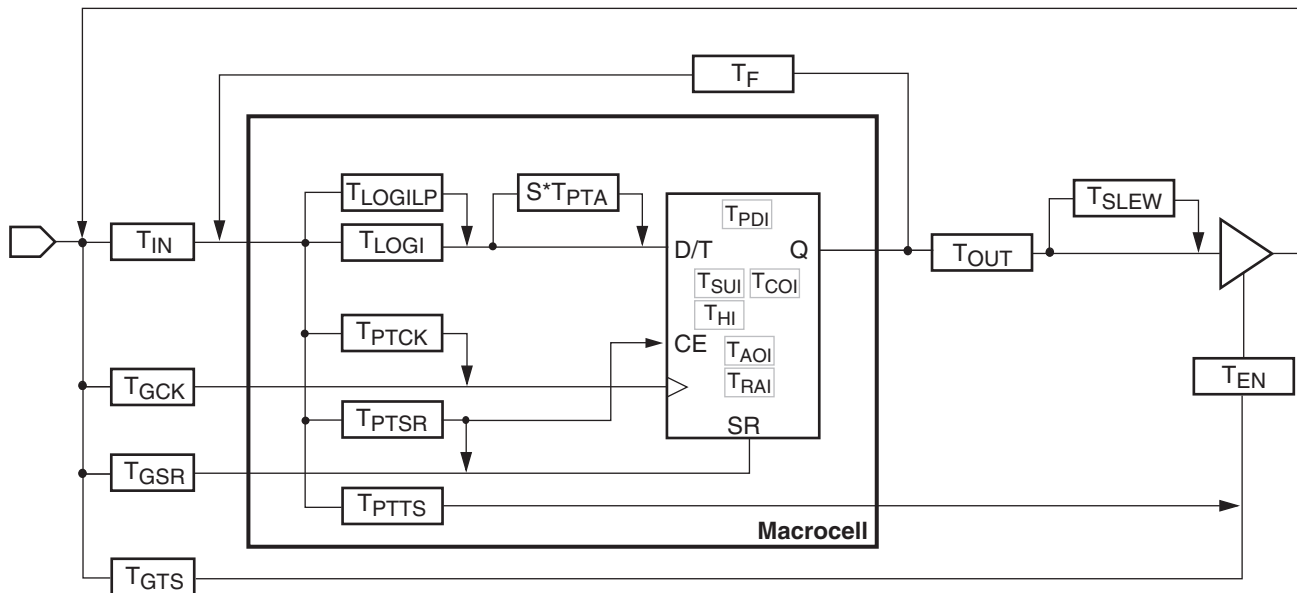 TF
TLOGILP
S*TPTA
TSLEW
TPDI
TIN
TLOGI
D/T
Q
TOUT
TSUI
TCOI
THI
TPTCK
CE
TAOI
TGCK
TRAI
TEN
TPTSR
SR
TGSR
TPTTS
Macrocell
TGTS